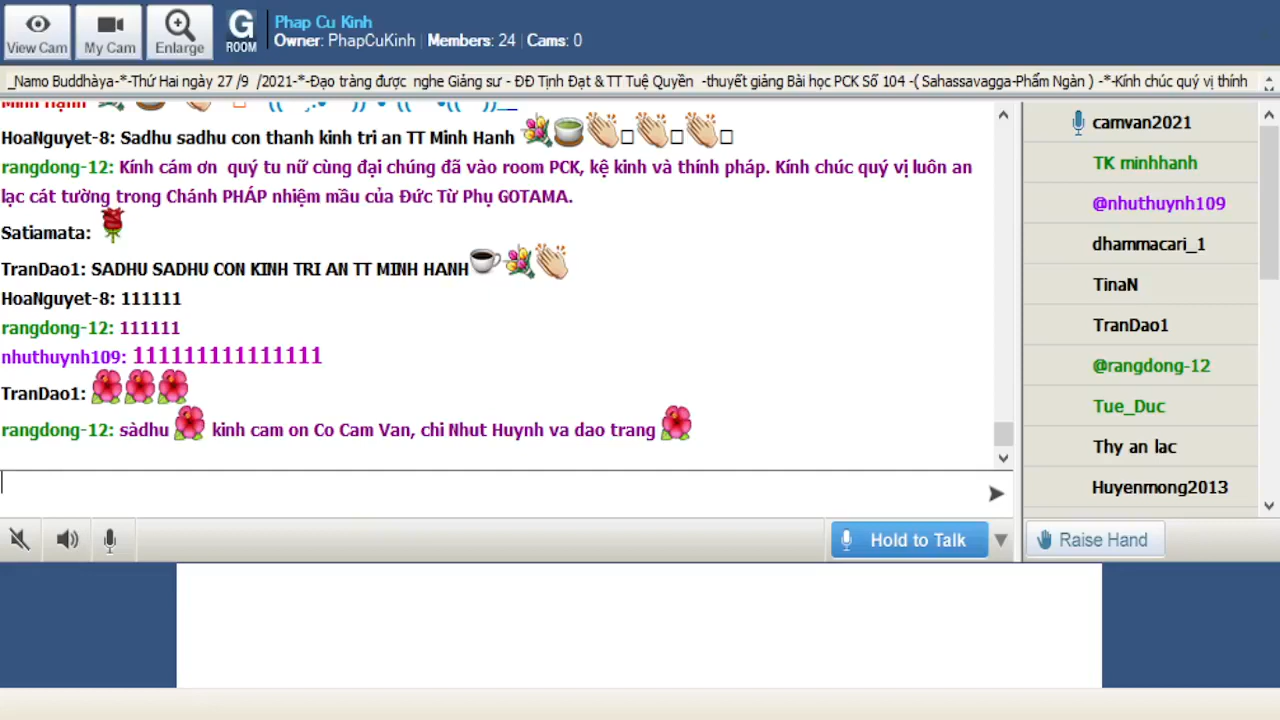 Phap Cu Kinh
Owner: PhapCuKinh | Members: 24 | Cams: 0
View Cam
My Cam
Enlarge
G
ROOM
_Namo Buddhàya-*-Thứ Hai ngày 27 /9 /2021-*-Đạo tràng được nghe Giảng sư - ĐĐ Tịnh Đạt & TT Tuệ Quyền -thuyết giảng Bài học PCK Số 104 -( Sahassavagga-Phẩm Ngàn ) -*-Kính chúc quý vị thính
Minh Hạnh
HoaNguyet-8: Sadhu sadhu con thanh kinh tri an TT Minh Hanh
rangdong-12: Kính cám ơn quý tu nữ cùng đại chúng đã vào room PCK, kệ kinh và thính pháp. Kính chúc quý vị luôn an
lạc cát tường trong Chánh PHÁP nhiệm mầu của Đức Từ Phụ GOTAMA.
Satiamata:
TranDao1: SADHU SADHU CON KINH TRI AN TT MINH HANH
HoaNguyet-8: 111111
rangdong-12: 111111
nhuthuynh109: 111111111111111
TranDao1:
rangdong-12: sàdhu kinh cam on Co Cam Van, chi Nhut Huynh va dao trang
Hold to Talk
camvan2021
TK minhhanh
@nhuthuynh109
dhammacari_1
TinaN
TranDao1
@rangdong-12
Tue_Duc
Thy an lac
Huyenmong2013
Raise Hand